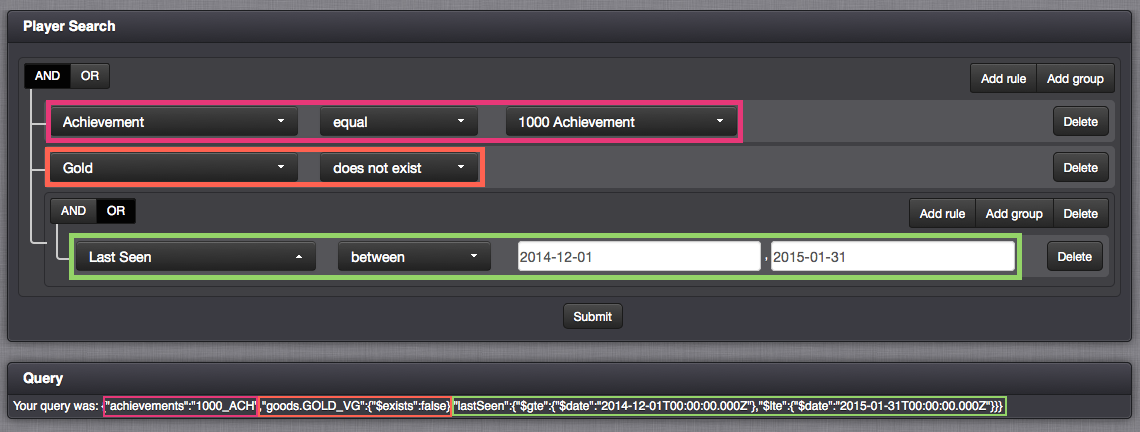 Player Search
AND OR Add rule Add group
Achievement equal 1000 Achievement Delete
Gold does not exist Delete
AND OR Add rule Add group Delete
Last Seen between 2014-12-01 , 2015-01-31 Delete
Submit
Query
Your query was: {"achievements":"1000_ACH","goods.GOLD_VG":{"$exists":false},"lastSeen":{"$gte":{"$date":"2014-12-01T00:00:00.000Z"},"$lte":{"$date":"2015-01-31T00:00:00.000Z"}}}